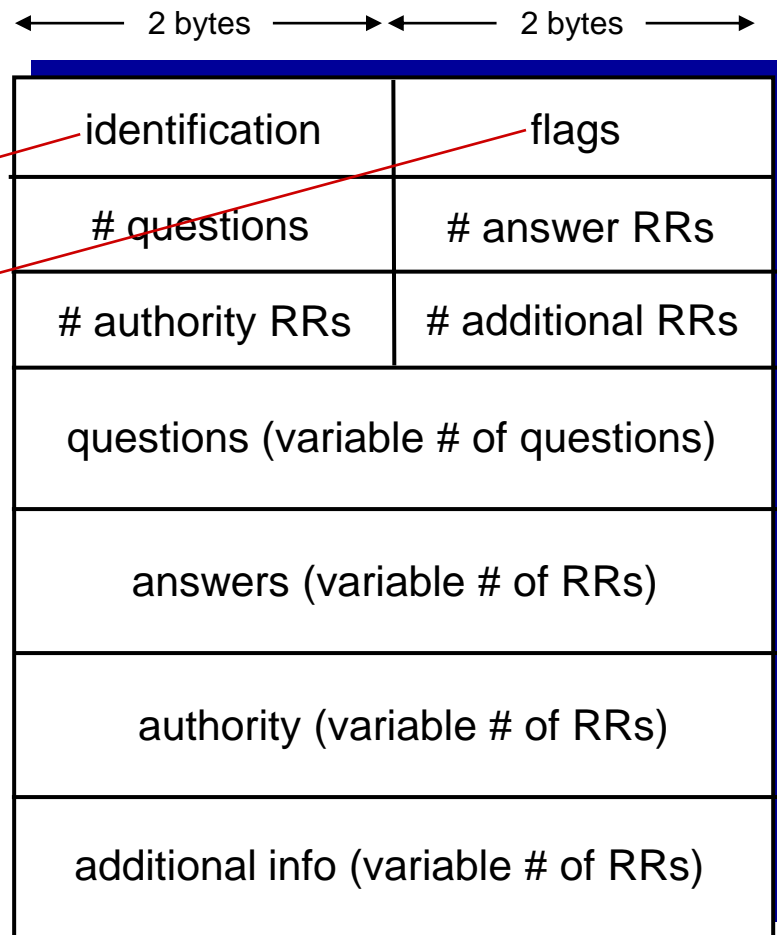 2 bytes 2 bytes
identification flags
# questions # answer RRs
# authority RRs # additional RRs
questions (variable # of questions)
answers (variable # of RRs)
authority (variable # of RRs)
additional info (variable # of RRs)